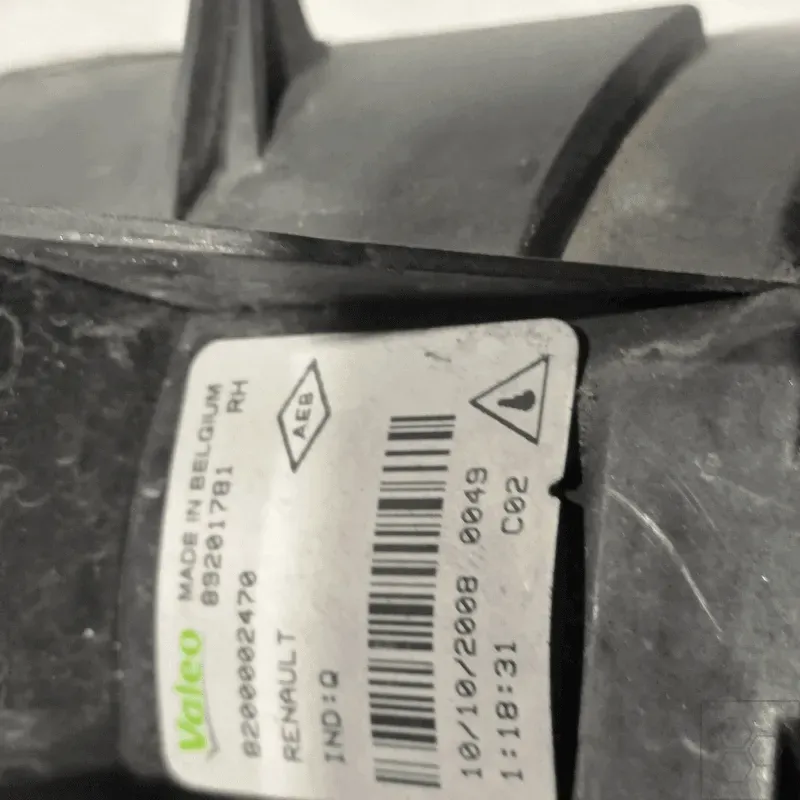 Valeo MADE IN BELGIUM
89201781 RH
8200002470
RENAULT AEB
IND:Q
10/10/2008 0049
1:18:31 C02